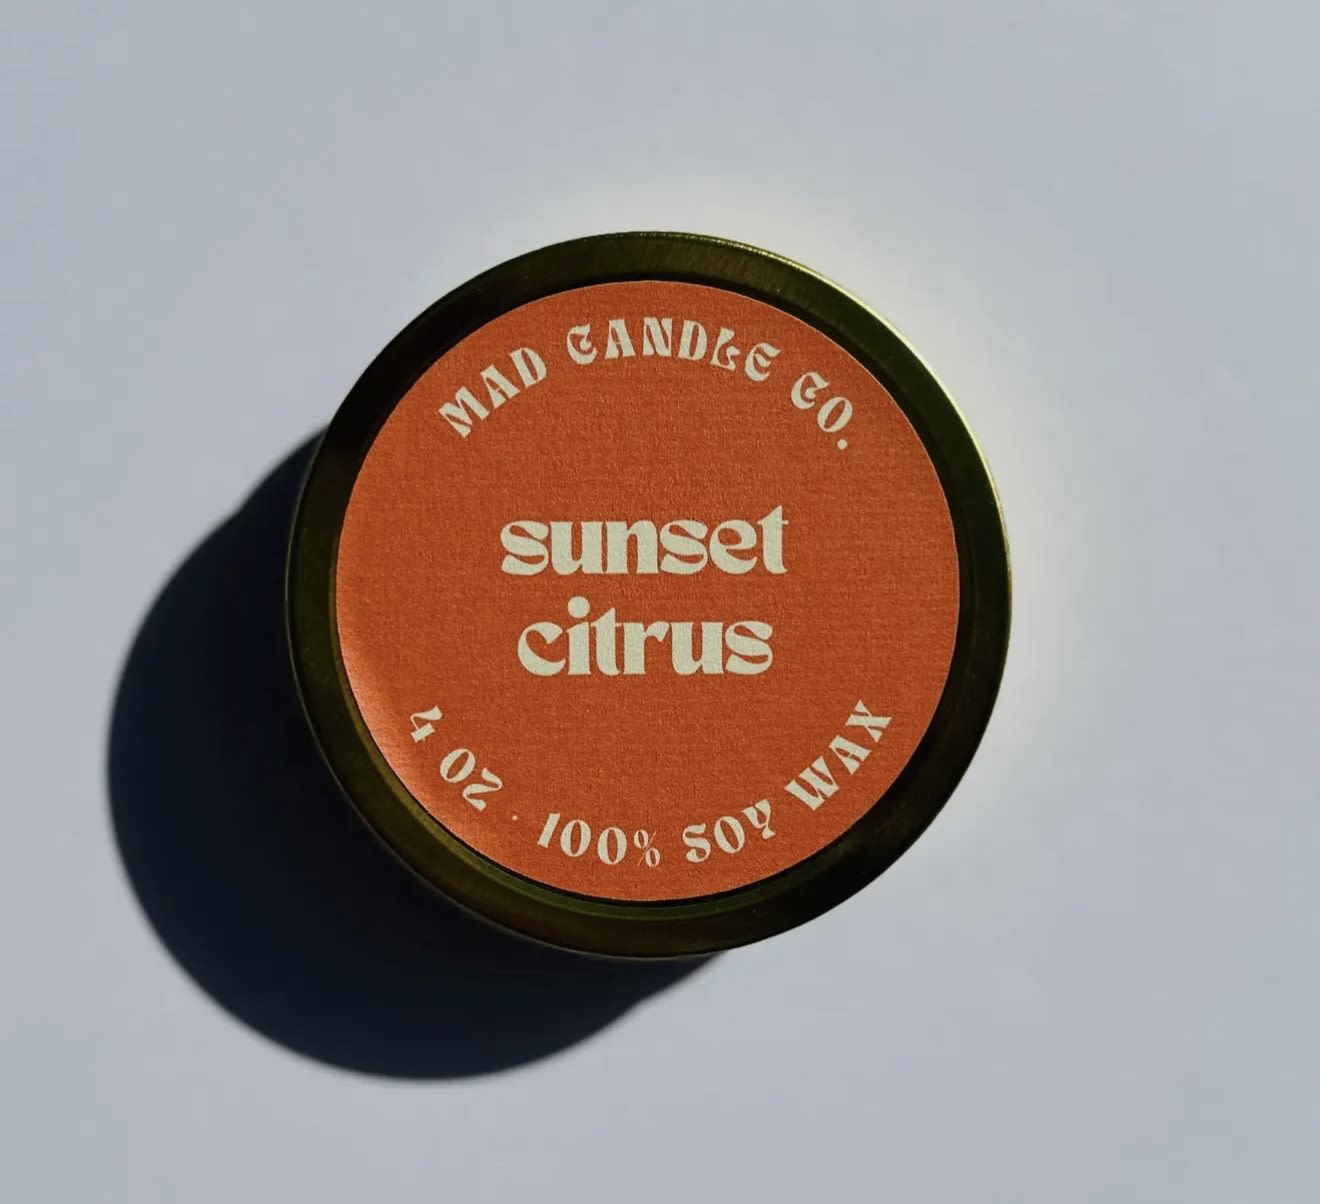 MAD CANDLE CO.
sunset
citrus
4 OZ · 100% SOY WAX